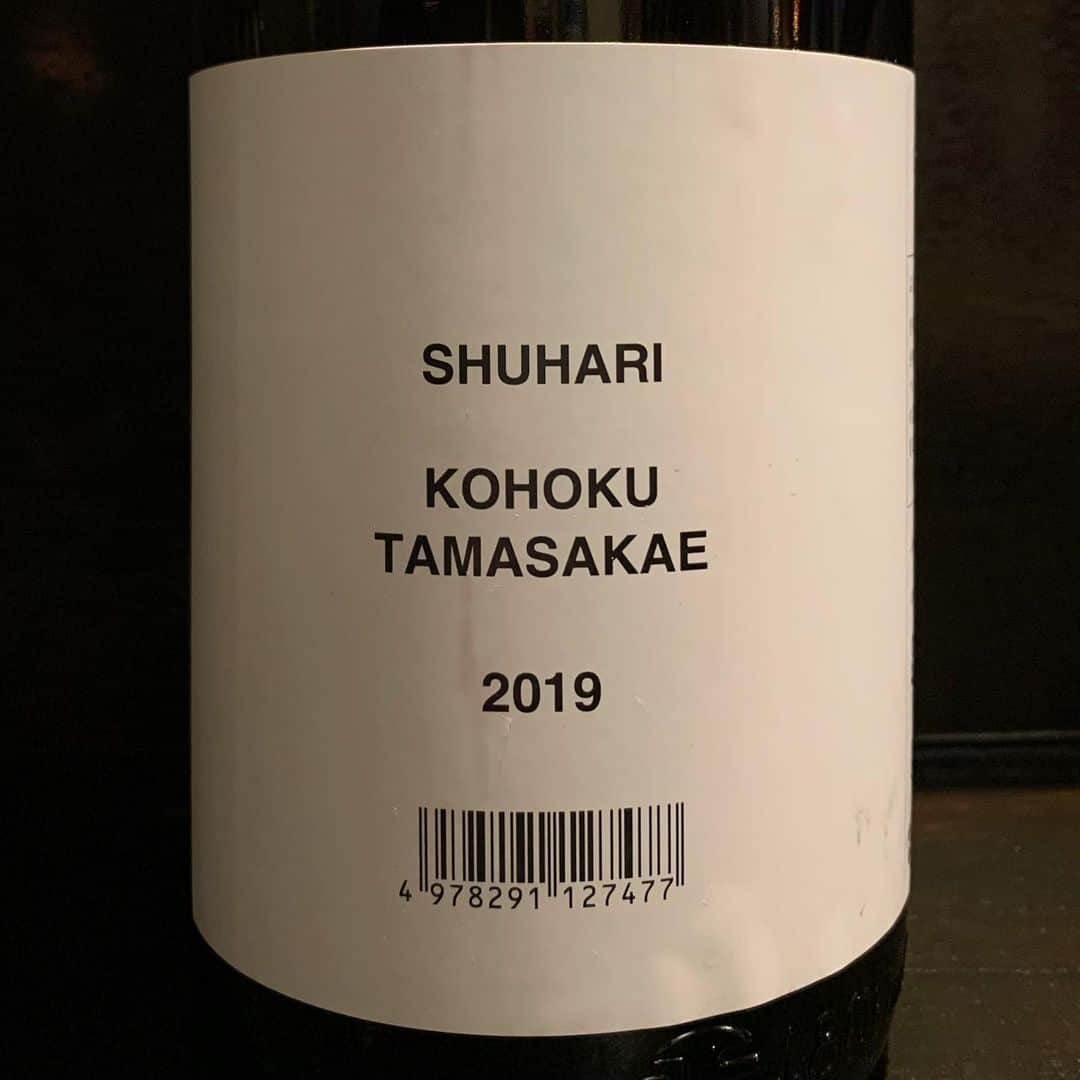 SHUHARI
KOHOKU
TAMASAKAE
2019
4 978291 127477